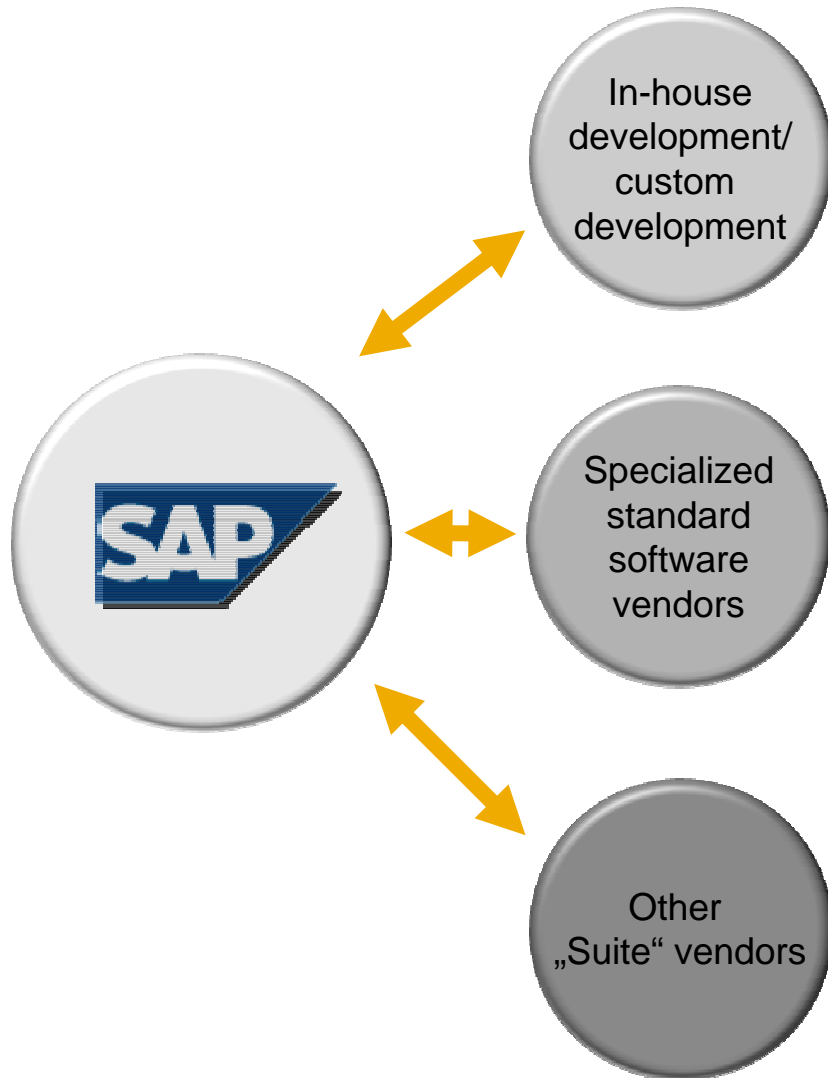 In-house
development/
custom
development
SAP
Specialized
standard
software
vendors
Other
„Suite“ vendors